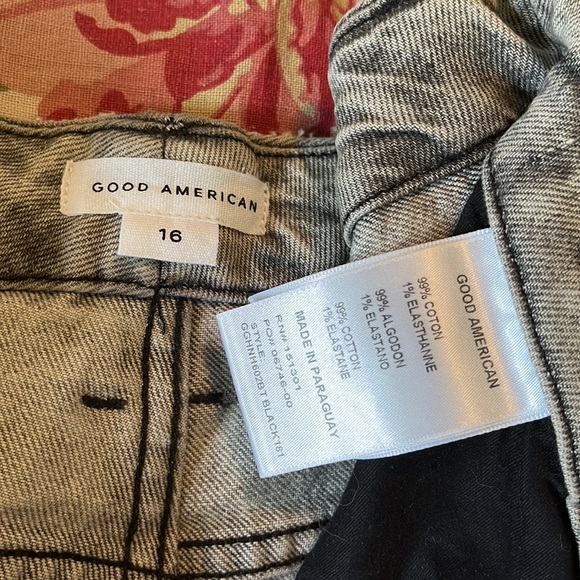 GOOD AMERICAN
16
GOOD AMERICAN
99% COTON
1% ELASTHANNE
99% ALGODON
1% ELASTANO
99% COTTON
1% ELASTANE
MADE IN PARAGUAY
RN# 151301
PO# 06746-00
STYLE:
GCHNH602BT BLACK181